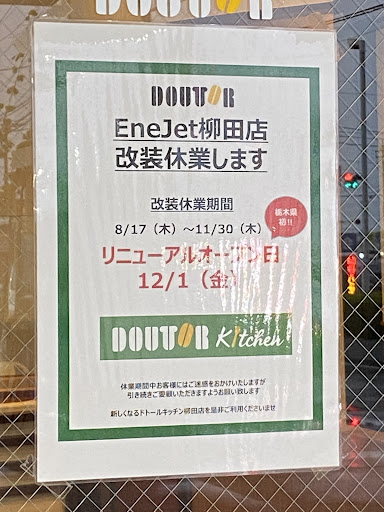 DOUTOR
DOUTOR
EneJet柳田店
改装休業します
改装休業期間
8/17（木）～11/30（木）
栃木県
初!!
リニューアルオープン日
12/1（金）
DOUTOR Kitchen
休業期間中お客様にはご迷惑をおかけいたしますが
引き続きご愛顧いただきますようお願い致します
新しくなるドトールキッチン柳田店を是非ご利用くださいませ